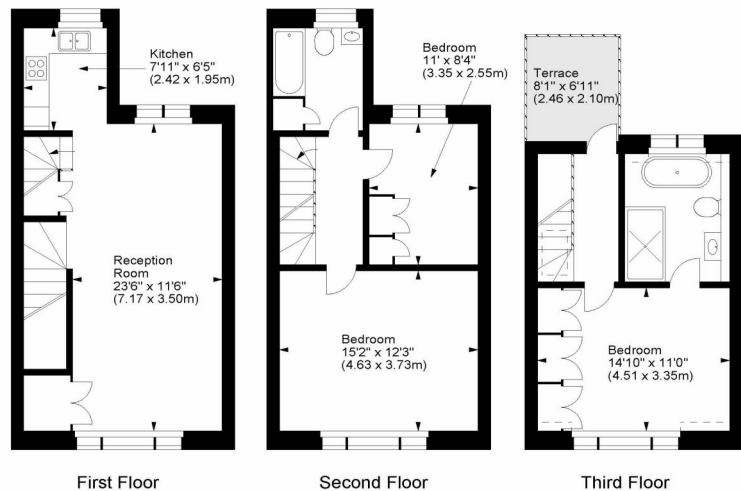 Kitchen
7'11" x 6'5"
(2.42 x 1.95m)
Reception
Room
23'6" x 11'6"
(7.17 x 3.50m)
First Floor
Bedroom
11' x 8'4"
(3.35 x 2.55m)
Bedroom
15'2" x 12'3"
(4.63 x 3.73m)
Second Floor
Terrace
8'1" x 6'11"
(2.46 x 2.10m)
Bedroom
14'10" x 11'0"
(4.51 x 3.35m)
Third Floor